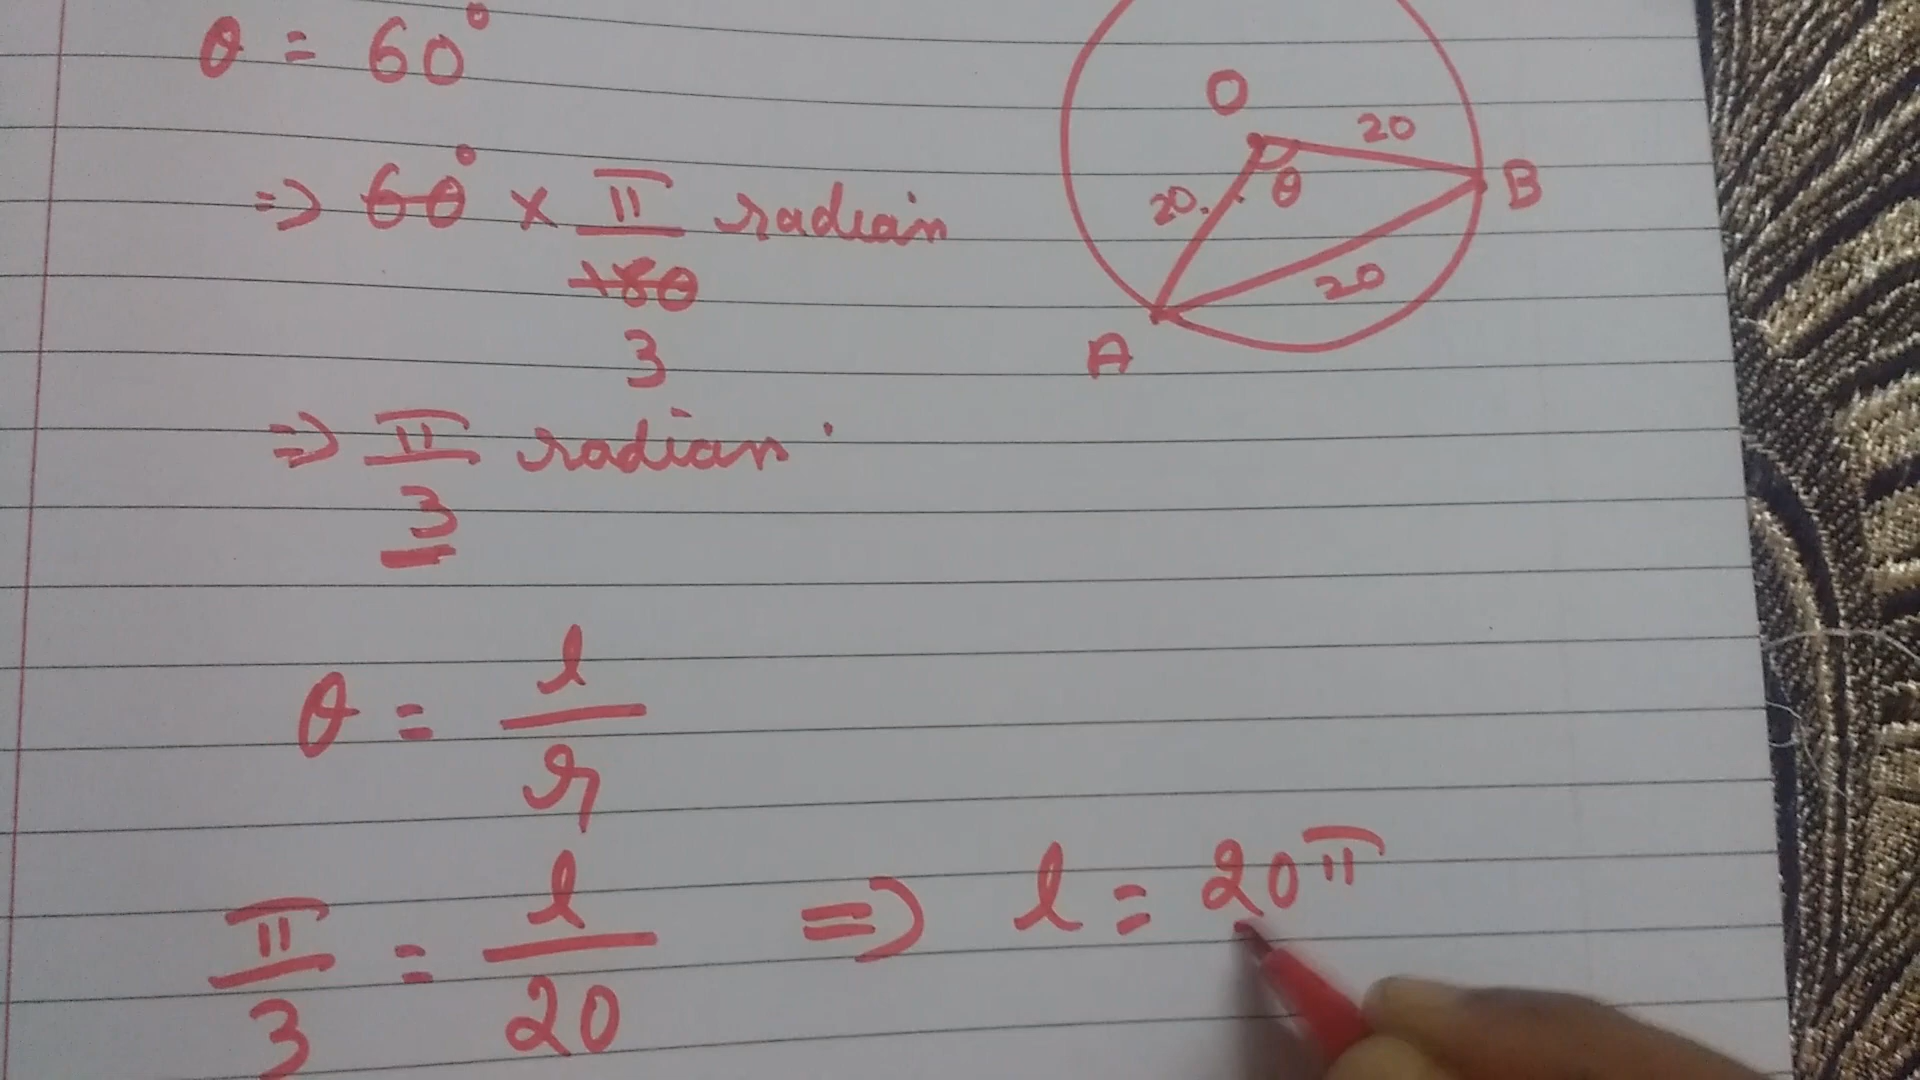 θ = 60°
O
20
⇒ 60° × π radian
20.
θ
B
180
20
3
A
⇒ π radian
3
θ = l
r
π = l ⇒ l = 20π
3 20